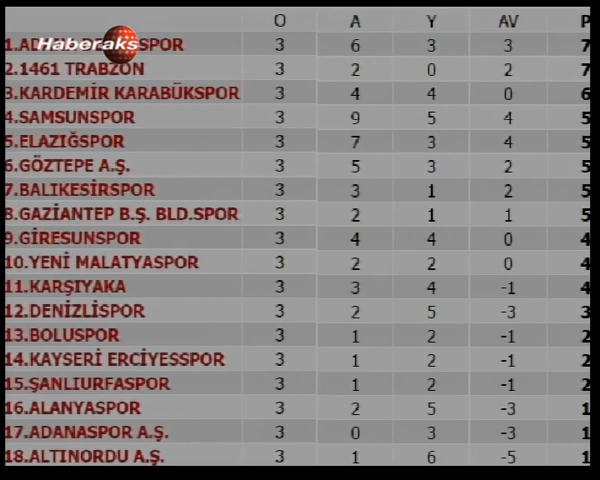 Haberaks
O A Y AV P
1.AD SPOR 3 6 3 3 7
2.1461 TRABZON 3 2 0 2 7
3.KARDEMİR KARABÜKSPOR 3 4 4 0 6
4.SAMSUNSPOR 3 9 5 4 5
5.ELAZIĞSPOR 3 7 3 4 5
6.GÖZTEPE A.Ş. 3 5 3 2 5
7.BALIKESİRSPOR 3 3 1 2 5
8.GAZİANTEP B.Ş. BLD.SPOR 3 2 1 1 5
9.GİRESUNSPOR 3 4 4 0 4
10.YENİ MALATYASPOR 3 2 2 0 4
11.KARŞIYAKA 3 3 4 -1 4
12.DENİZLİSPOR 3 2 5 -3 3
13.BOLUSPOR 3 1 2 -1 2
14.KAYSERİ ERCİYESSPOR 3 1 2 -1 2
15.ŞANLIURFASPOR 3 1 2 -1 2
16.ALANYASPOR 3 2 5 -3 1
17.ADANASPOR A.Ş. 3 0 3 -3 1
18.ALTINORDU A.Ş. 3 1 6 -5 1